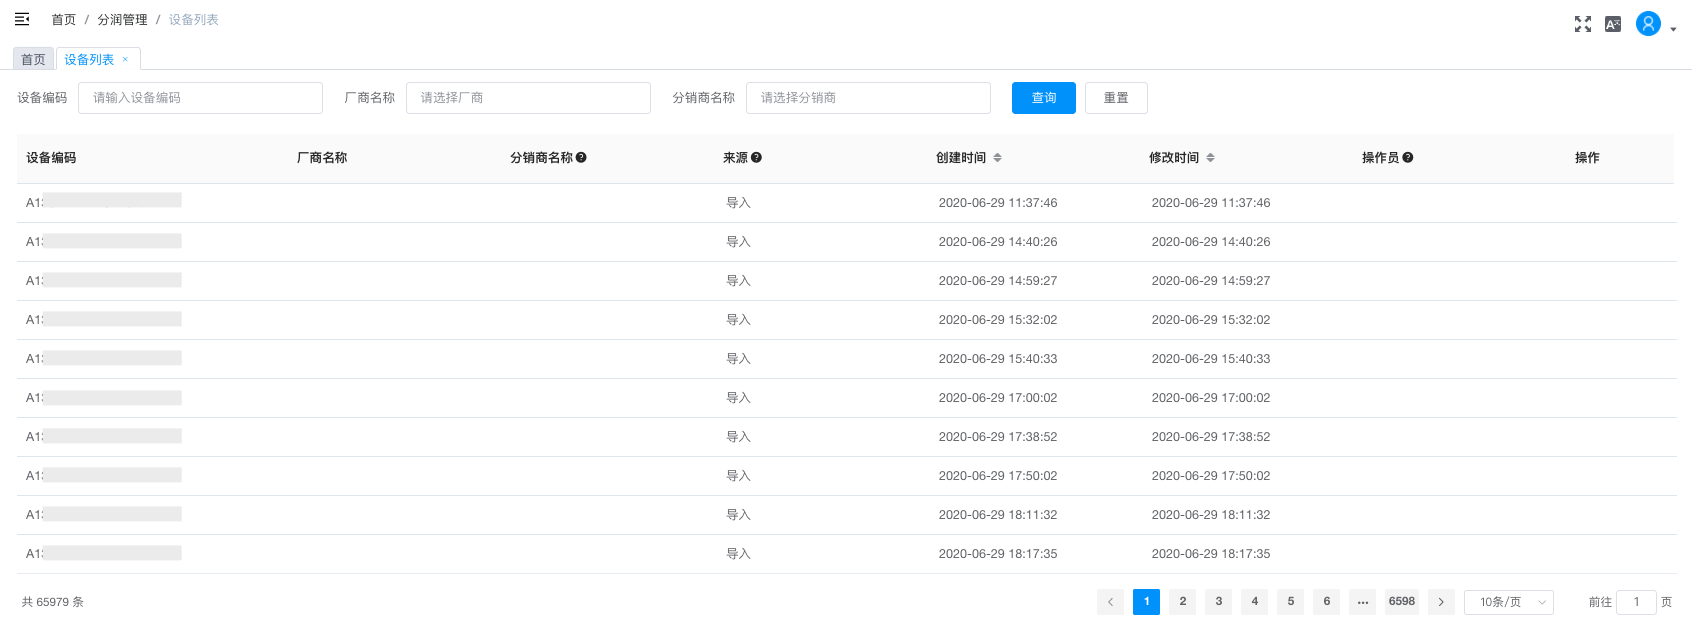 首页 / 分润管理 / 设备列表
首页 设备列表 ×
设备编码 请输入设备编码 厂商名称 请选择厂商 分销商名称 请选择分销商 查询 重置
设备编码 厂商名称 分销商名称 来源 创建时间 修改时间 操作员 操作
A1 导入 2020-06-29 11:37:46 2020-06-29 11:37:46
A1 导入 2020-06-29 14:40:26 2020-06-29 14:40:26
A1 导入 2020-06-29 14:59:27 2020-06-29 14:59:27
A1 导入 2020-06-29 15:32:02 2020-06-29 15:32:02
A1 导入 2020-06-29 15:40:33 2020-06-29 15:40:33
A1 导入 2020-06-29 17:00:02 2020-06-29 17:00:02
A1 导入 2020-06-29 17:38:52 2020-06-29 17:38:52
A1 导入 2020-06-29 17:50:02 2020-06-29 17:50:02
A1 导入 2020-06-29 18:11:32 2020-06-29 18:11:32
A1 导入 2020-06-29 18:17:35 2020-06-29 18:17:35
共 65979 条 1 2 3 4 5 6 ··· 6598 10条/页 前往 1 页